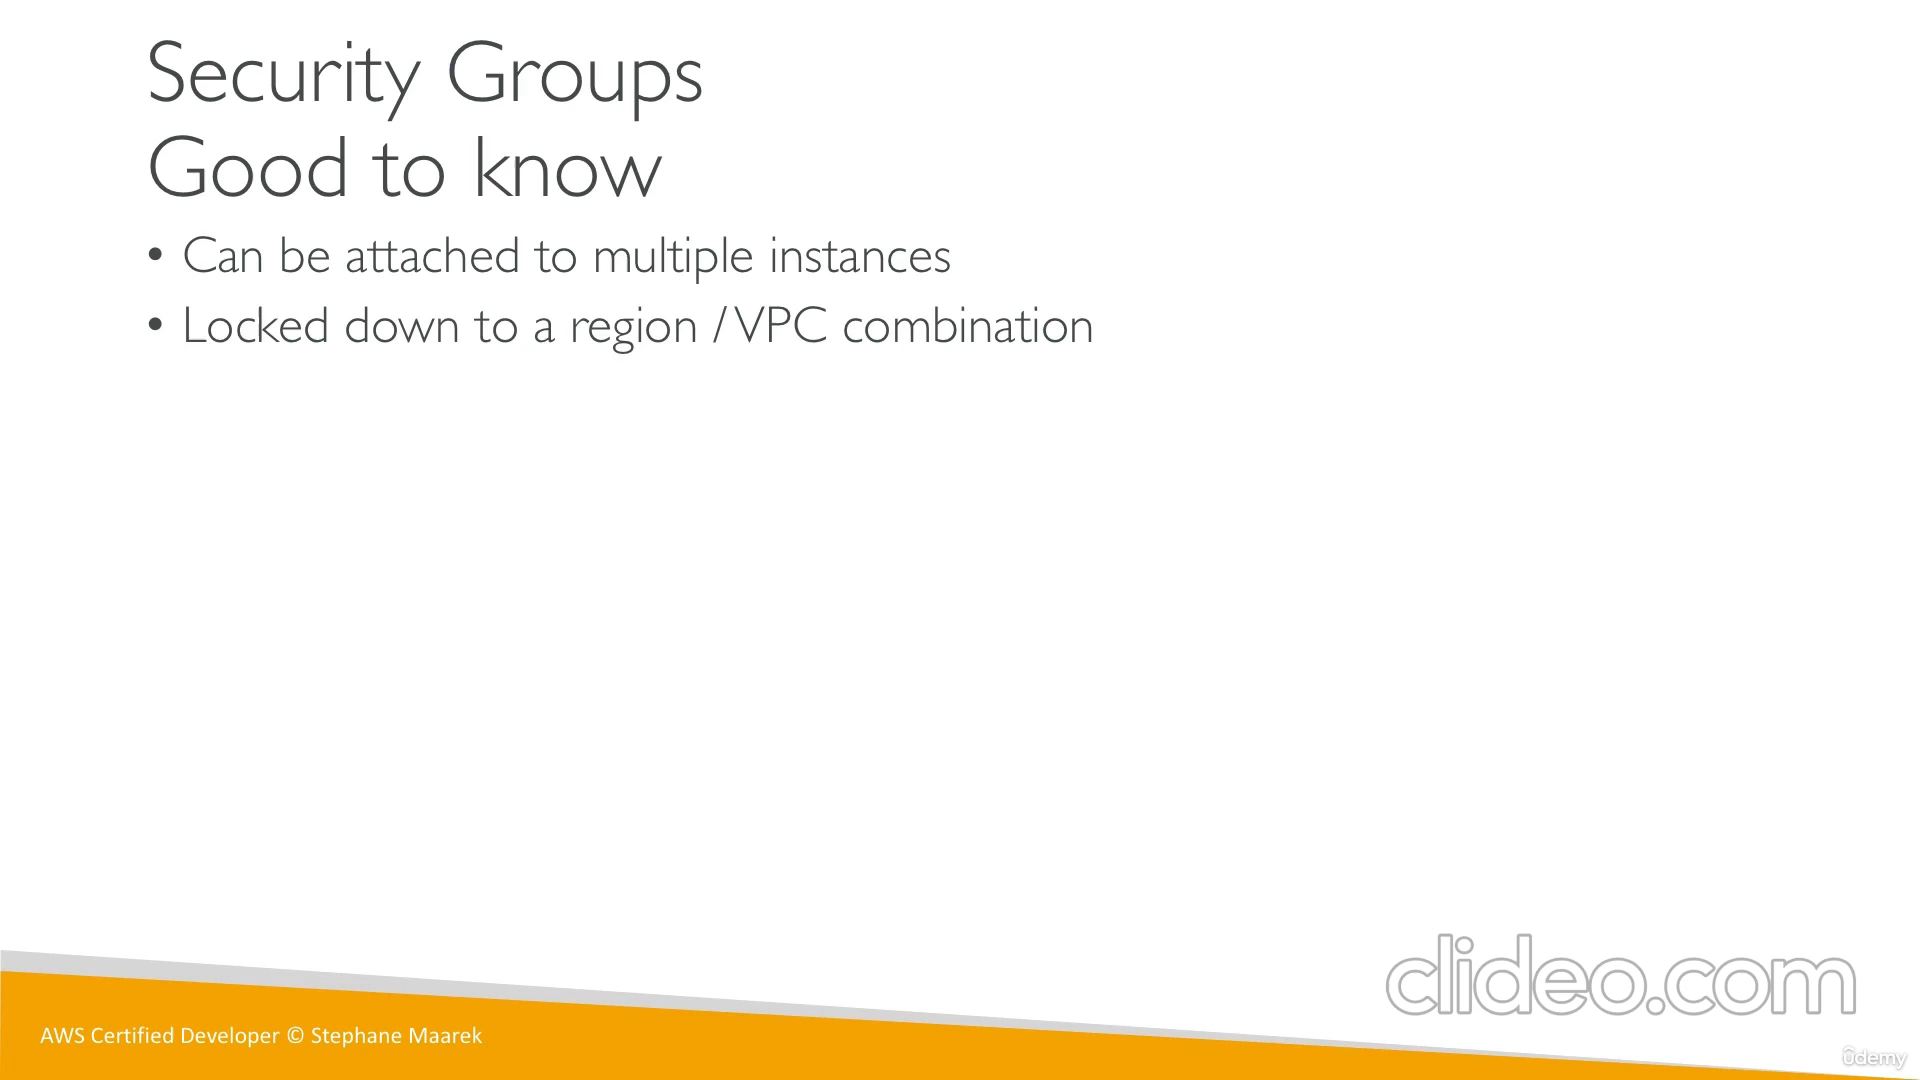 Security Groups
Good to know
• Can be attached to multiple instances
• Locked down to a region / VPC combination
clideo.com
AWS Certified Developer © Stephane Maarek
ûdemy